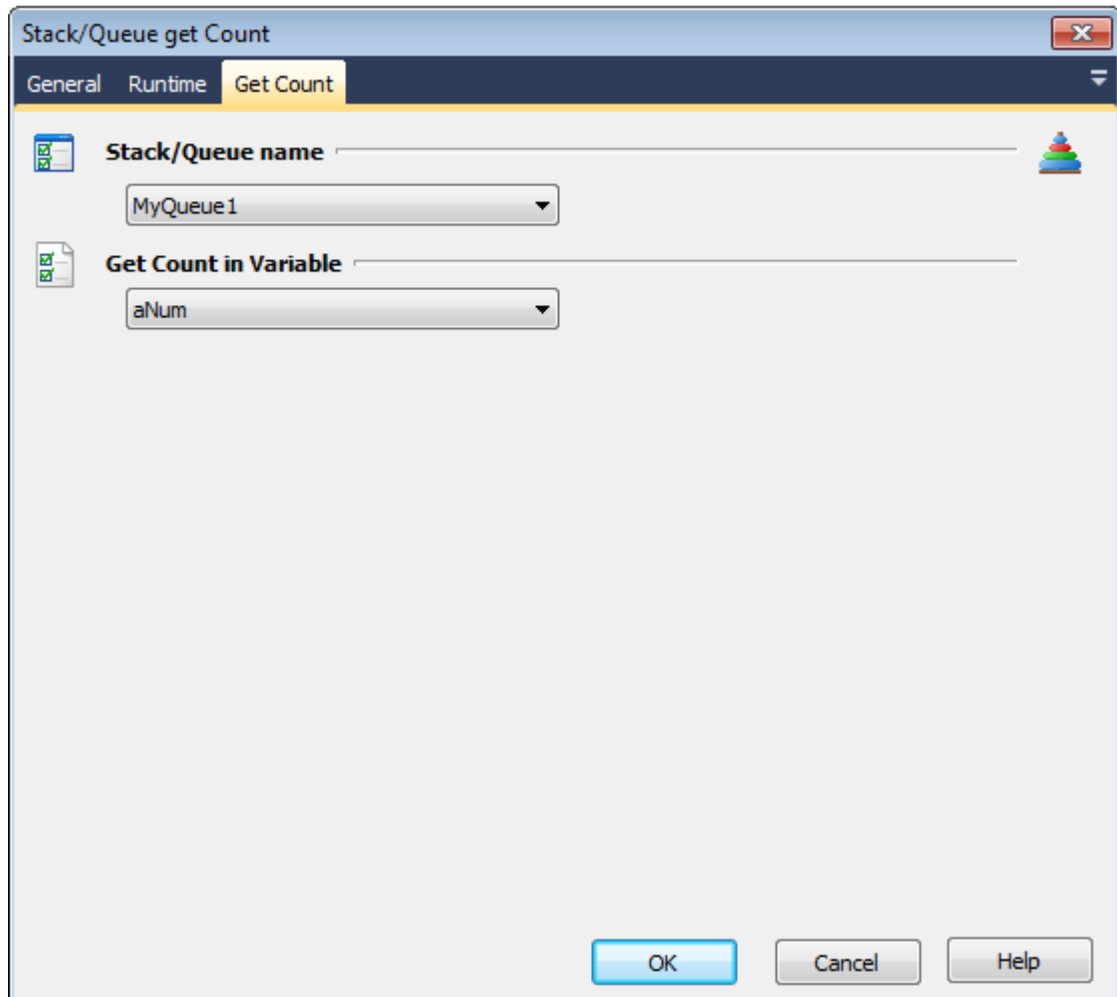 Stack/Queue get Count
General Runtime Get Count
Stack/Queue name
MyQueue1
Get Count in Variable
aNum
OK Cancel Help